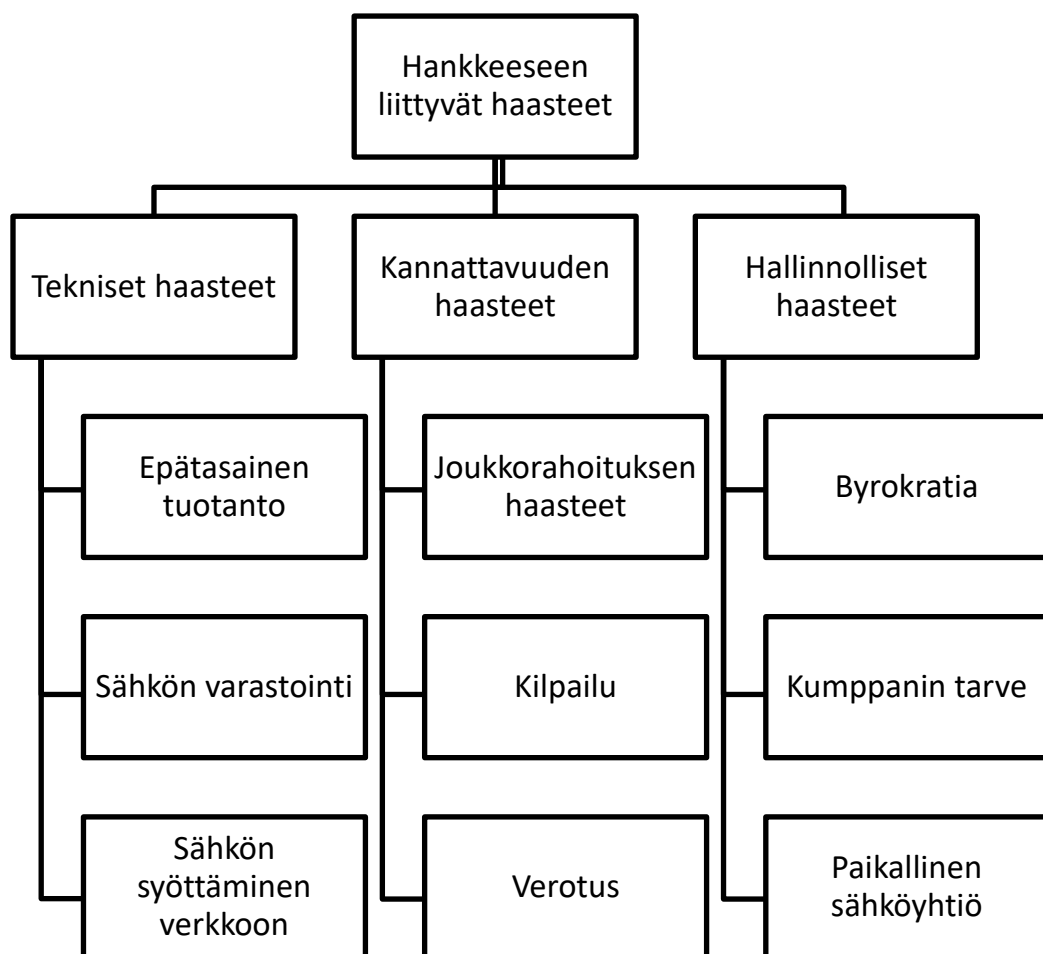 Hankkeeseen
liittyvät haasteet
Tekniset haasteet
Kannattavuuden
haasteet
Hallinnolliset
haasteet
Epätasainen
tuotanto
Joukkorahoituksen
haasteet
Byrokratia
Sähkön varastointi
Kilpailu
Kumppanin tarve
Sähkön
syöttäminen
verkkoon
Verotus
Paikallinen
sähköyhtiö